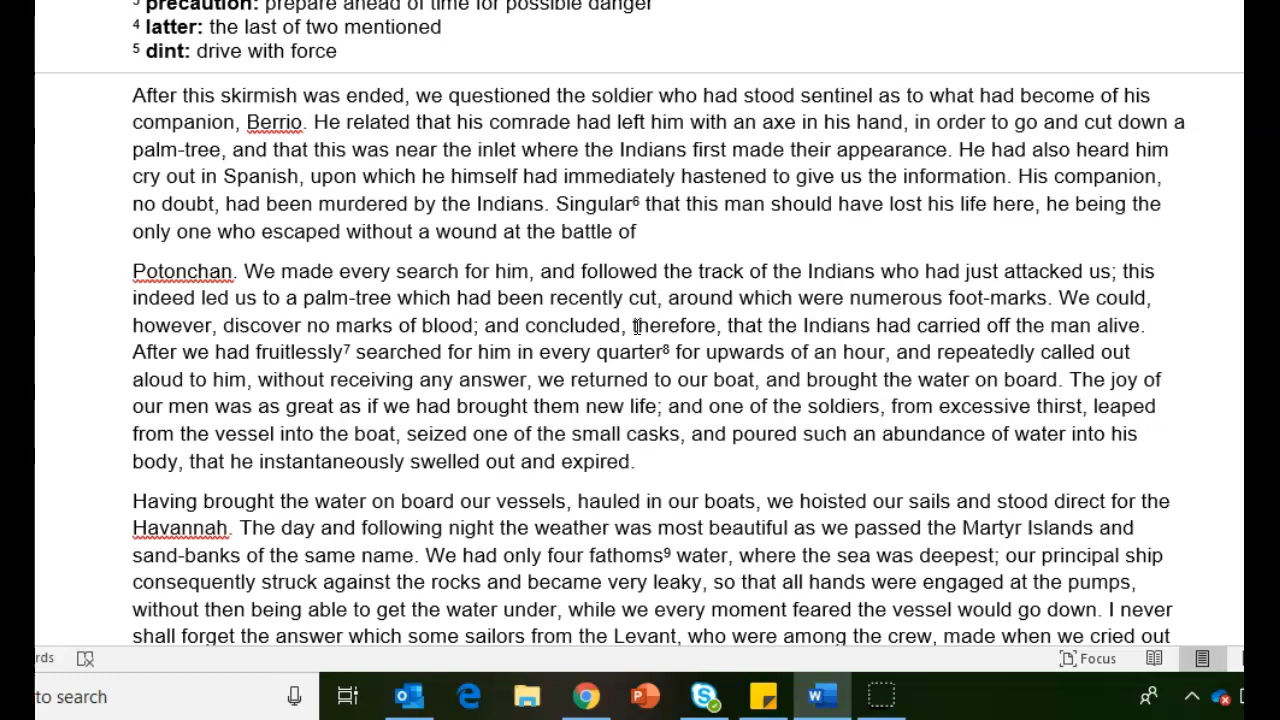 ³ precaution: prepare ahead of time for possible danger
⁴ latter: the last of two mentioned
⁵ dint: drive with force
After this skirmish was ended, we questioned the soldier who had stood sentinel as to what had become of his
companion, Berrio. He related that his comrade had left him with an axe in his hand, in order to go and cut down a
palm-tree, and that this was near the inlet where the Indians first made their appearance. He had also heard him
cry out in Spanish, upon which he himself had immediately hastened to give us the information. His companion,
no doubt, had been murdered by the Indians. Singular⁶ that this man should have lost his life here, he being the
only one who escaped without a wound at the battle of
Potonchan. We made every search for him, and followed the track of the Indians who had just attacked us; this
indeed led us to a palm-tree which had been recently cut, around which were numerous foot-marks. We could,
however, discover no marks of blood; and concluded, therefore, that the Indians had carried off the man alive.
After we had fruitlessly⁷ searched for him in every quarter⁸ for upwards of an hour, and repeatedly called out
aloud to him, without receiving any answer, we returned to our boat, and brought the water on board. The joy of
our men was as great as if we had brought them new life; and one of the soldiers, from excessive thirst, leaped
from the vessel into the boat, seized one of the small casks, and poured such an abundance of water into his
body, that he instantaneously swelled out and expired.
Having brought the water on board our vessels, hauled in our boats, we hoisted our sails and stood direct for the
Havannah. The day and following night the weather was most beautiful as we passed the Martyr Islands and
sand-banks of the same name. We had only four fathoms⁹ water, where the sea was deepest; our principal ship
consequently struck against the rocks and became very leaky, so that all hands were engaged at the pumps,
without then being able to get the water under, while we every moment feared the vessel would go down. I never
shall forget the answer which some sailors from the Levant, who were among the crew, made when we cried out
rds
Focus
to search